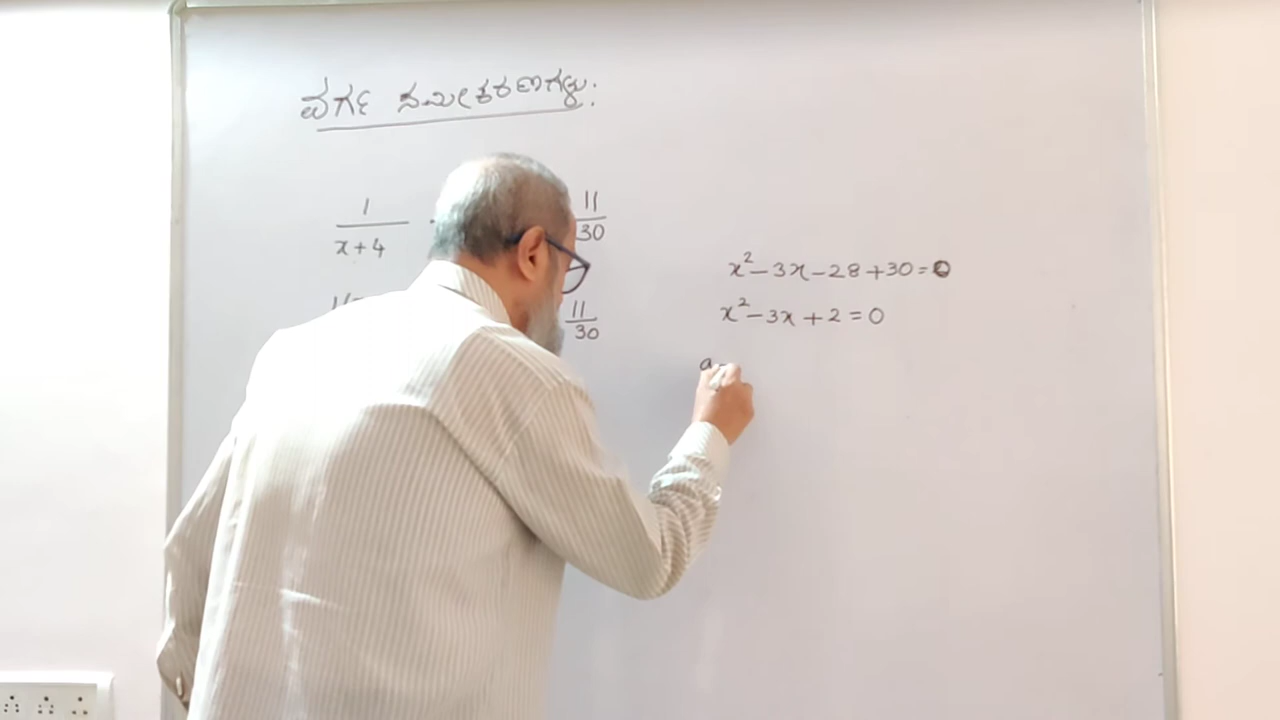 ವರ್ಗ ಸಮೀಕರಣಗಳು:
1/(x+4) 11/30
11/30
x²-3x-28+30=0
x²-3x+2=0
a